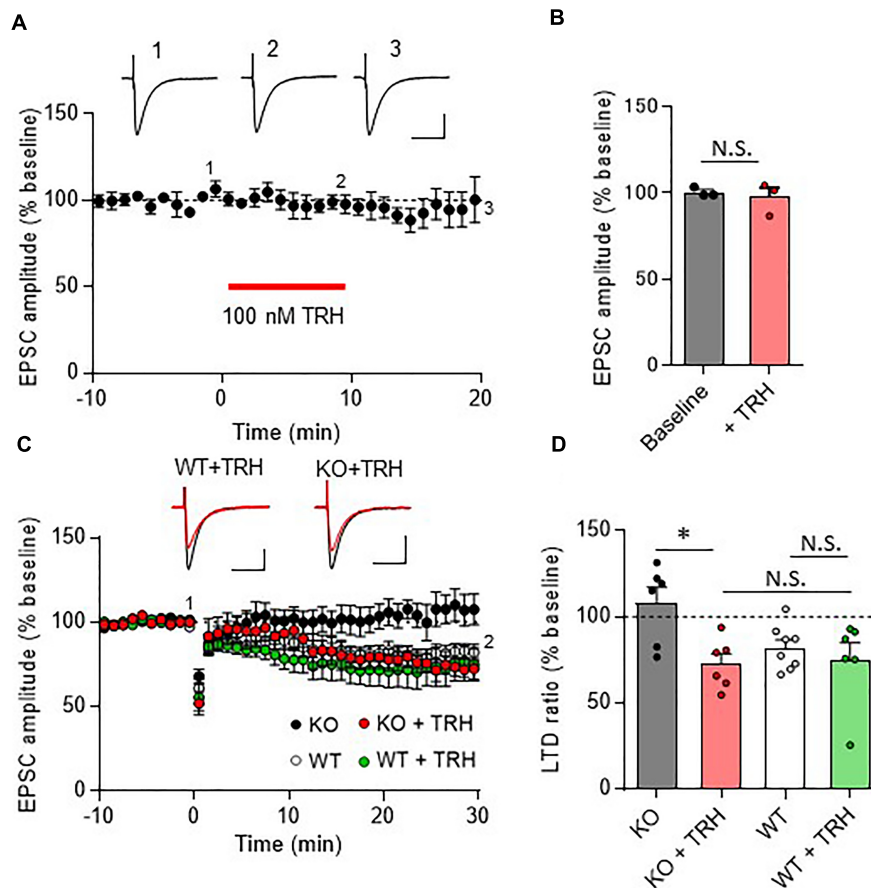 A
1 2 3
EPSC amplitude (% baseline)
150
100
50
0
1
2
3
100 nM TRH
-10 0 10 20
Time (min)
B
EPSC amplitude (% baseline)
150
100
50
0
N.S.
Baseline
+ TRH
C
WT+TRH KO+TRH
EPSC amplitude (% baseline)
150
100
50
0
1
2
KO KO + TRH
WT WT + TRH
-10 0 10 20 30
Time (min)
D
LTD ratio (% baseline)
150
100
50
0
*
N.S.
N.S.
KO
KO + TRH
WT
WT + TRH